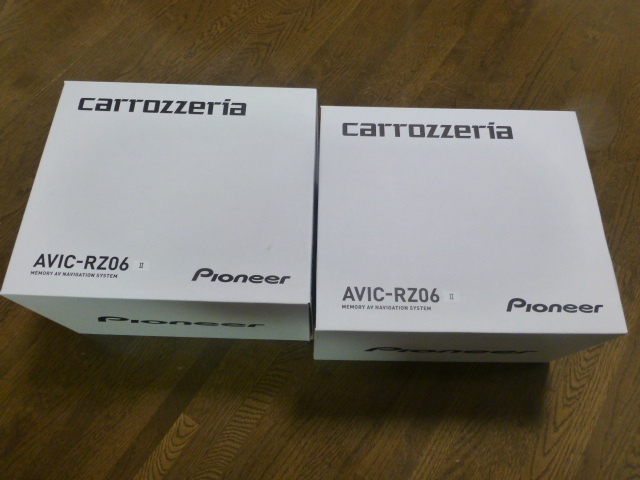 carrozzeria
AVIC-RZ06 II
MEMORY AV NAVIGATION SYSTEM
Pioneer
Pioneer
carrozzeria
AVIC-RZ06 II
MEMORY AV NAVIGATION SYSTEM
Pioneer
Pioneer